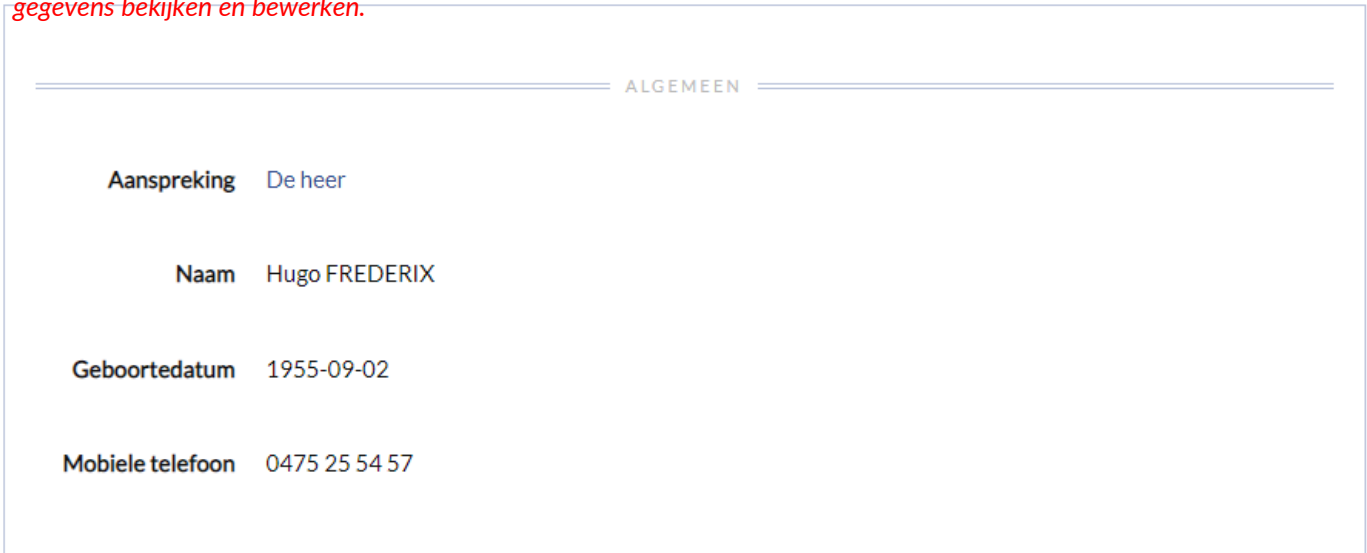 gegevens bekijken en bewerken.
ALGEMEEN
Aanspreking De heer
Naam Hugo FREDERIX
Geboortedatum 1955-09-02
Mobiele telefoon 0475 25 54 57